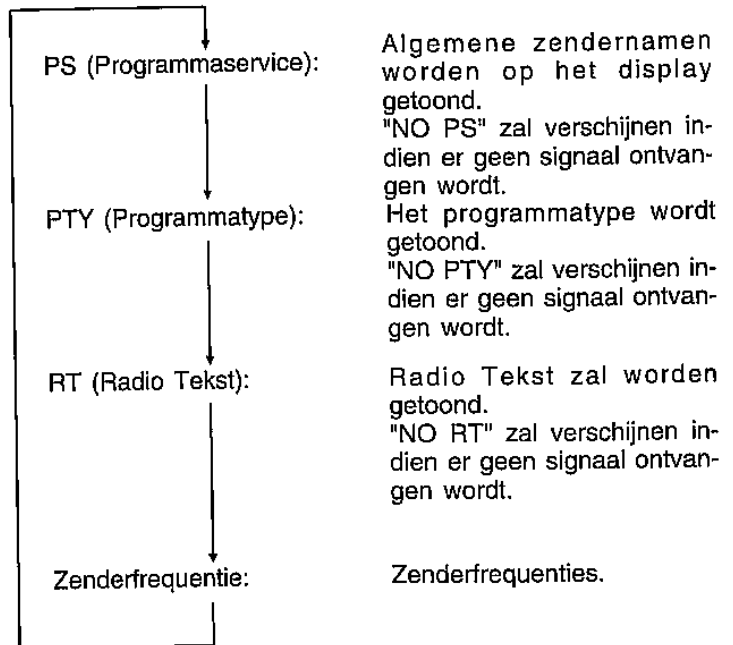 PS (Programmaservice):
Algemene zendernamen
worden op het display
getoond.
"NO PS" zal verschijnen in-
dien er geen signaal ontvan-
gen wordt.
PTY (Programmatype):
Het programmatype wordt
getoond.
"NO PTY" zal verschijnen in-
dien er geen signaal ontvan-
gen wordt.
RT (Radio Tekst):
Radio Tekst zal worden
getoond.
"NO RT" zal verschijnen in-
dien er geen signaal ontvan-
gen wordt.
Zenderfrequentie:
Zenderfrequenties.